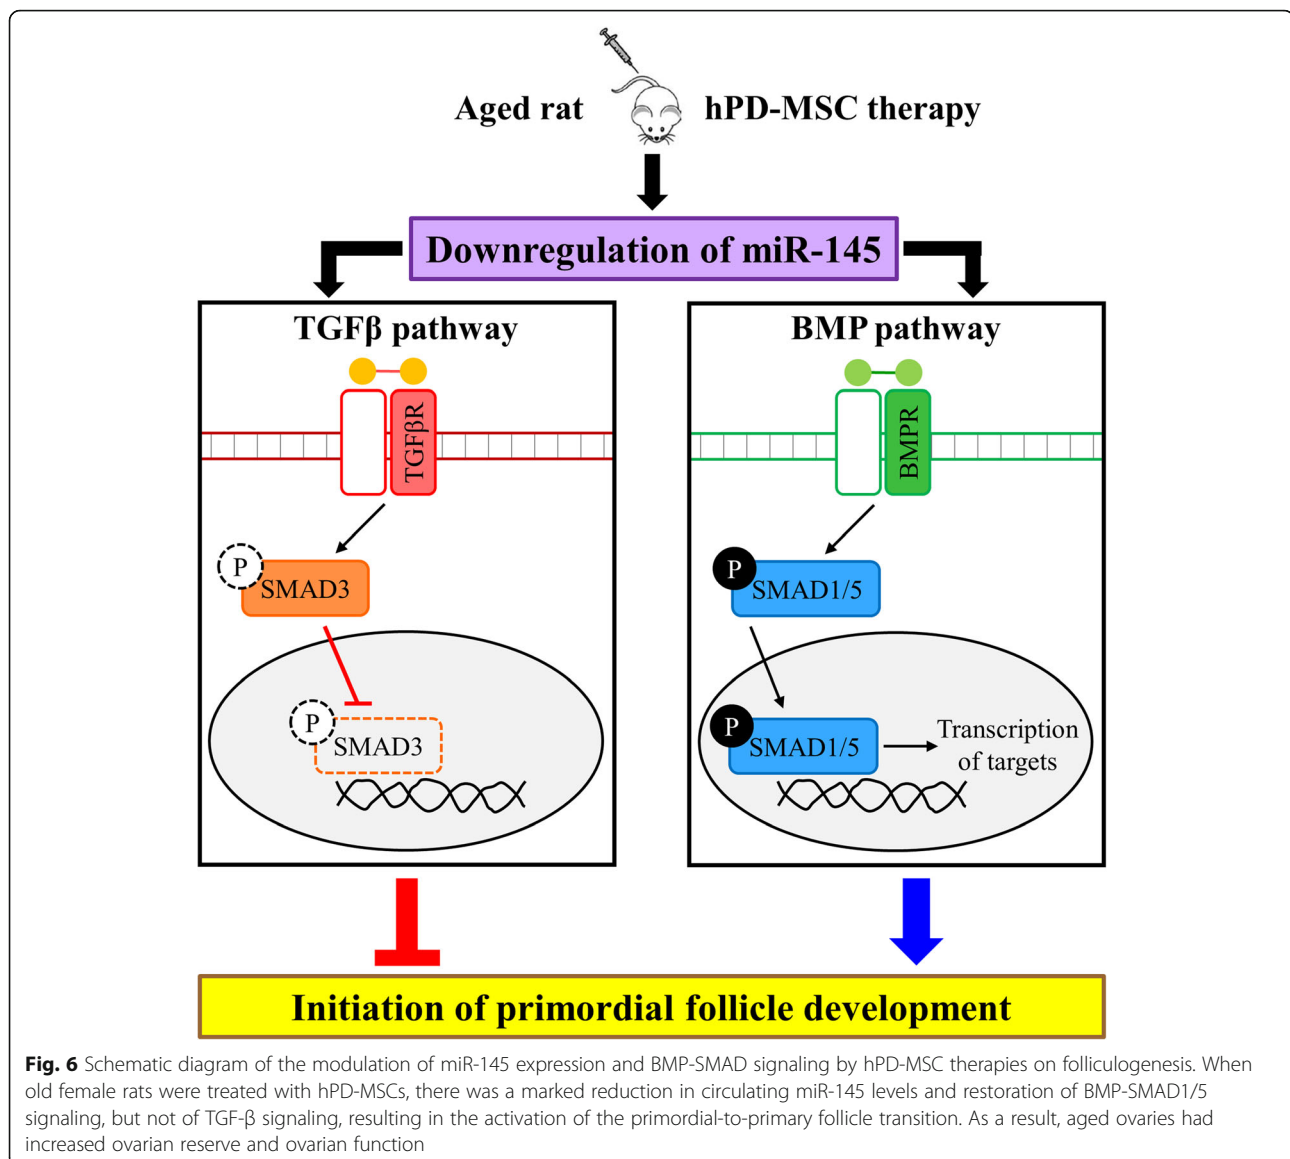 Aged rat hPD-MSC therapy
Downregulation of miR-145
TGFβ pathway
TGFβR
P
SMAD3
P
SMAD3
BMP pathway
BMPR
P
SMAD1/5
P
SMAD1/5
Transcription
of targets
Initiation of primordial follicle development
Fig. 6 Schematic diagram of the modulation of miR-145 expression and BMP-SMAD signaling by hPD-MSC therapies on folliculogenesis. When
old female rats were treated with hPD-MSCs, there was a marked reduction in circulating miR-145 levels and restoration of BMP-SMAD1/5
signaling, but not of TGF-β signaling, resulting in the activation of the primordial-to-primary follicle transition. As a result, aged ovaries had
increased ovarian reserve and ovarian function